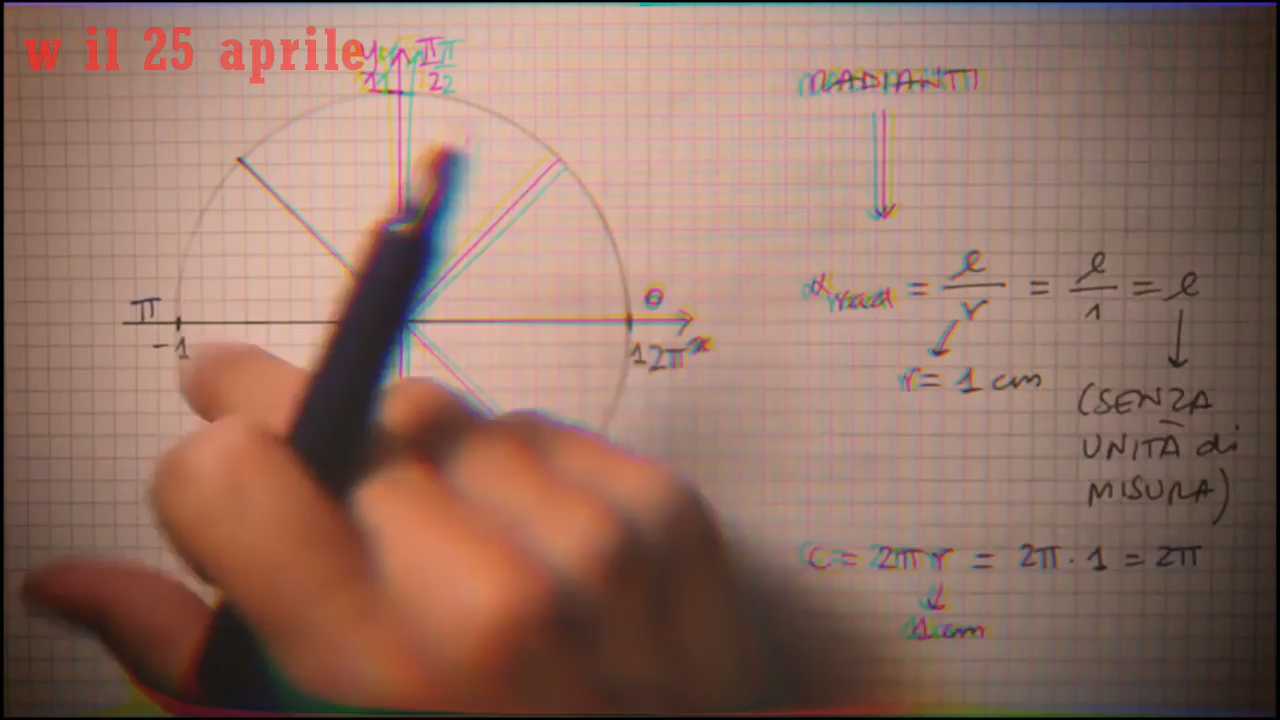 w il 25 aprile
y π/2
1
RADIANTI
π
-1
0
1 2π x
α rad = l/r = l/1 = l
r = 1 cm
(SENZA
UNITÀ di
MISURA)
C = 2πr = 2π · 1 = 2π
1 cm